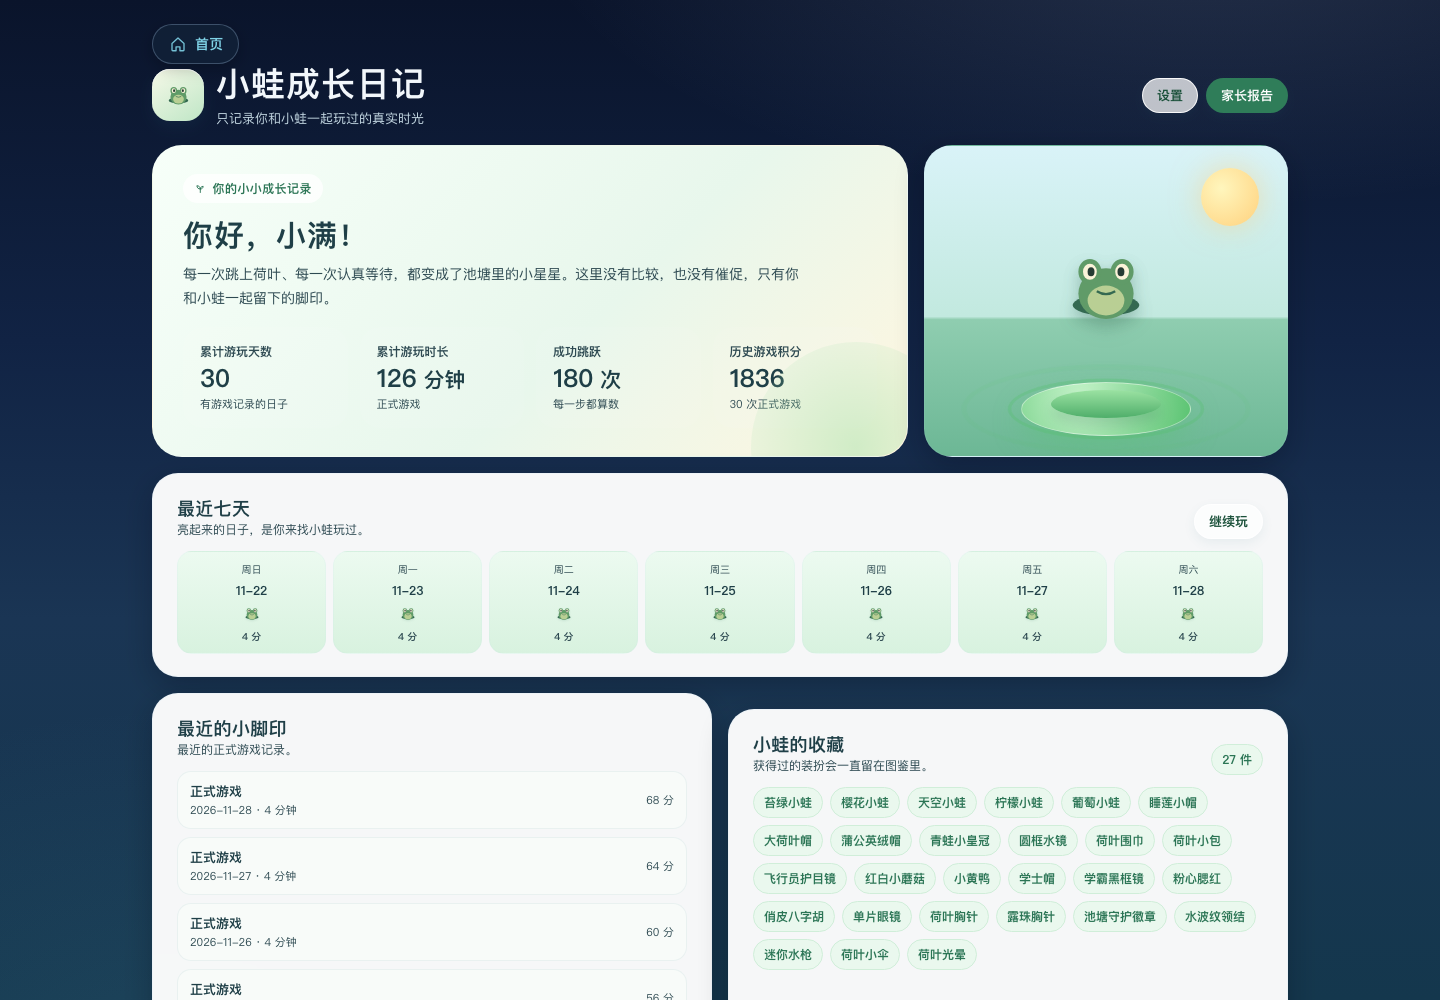 首页
小蛙成长日记
只记录你和小蛙一起玩过的真实时光
设置
家长报告
你的小小成长记录
你好，小满！
每一次跳上荷叶、每一次认真等待，都变成了池塘里的小星星。这里没有比较，也没有催促，只有你
和小蛙一起留下的脚印。
累计游玩天数
30
有游戏记录的日子
累计游玩时长
126 分钟
正式游戏
成功跳跃
180 次
每一步都算数
历史游戏积分
1836
30 次正式游戏
最近七天
亮起来的日子，是你来找小蛙玩过。
继续玩
周日
11-22
4 分
周一
11-23
4 分
周二
11-24
4 分
周三
11-25
4 分
周四
11-26
4 分
周五
11-27
4 分
周六
11-28
4 分
最近的小脚印
最近的正式游戏记录。
正式游戏
2026-11-28 · 4 分钟
68 分
正式游戏
2026-11-27 · 4 分钟
64 分
正式游戏
2026-11-26 · 4 分钟
60 分
正式游戏
56 分
小蛙的收藏
获得过的装扮会一直留在图鉴里。
27 件
苔绿小蛙
樱花小蛙
天空小蛙
柠檬小蛙
葡萄小蛙
睡莲小帽
大荷叶帽
蒲公英绒帽
青蛙小皇冠
圆框水镜
荷叶围巾
荷叶小包
飞行员护目镜
红白小蘑菇
小黄鸭
学士帽
学霸黑框镜
粉心腮红
俏皮八字胡
单片眼镜
荷叶胸针
露珠胸针
池塘守护徽章
水波纹领结
迷你水枪
荷叶小伞
荷叶光晕